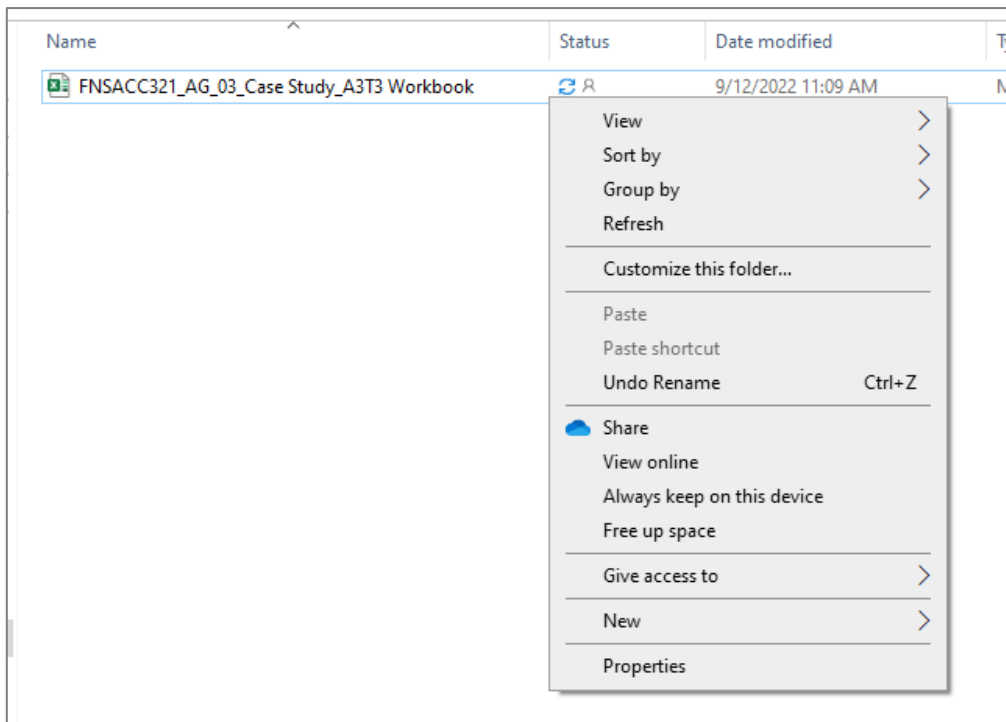 Name Status Date modified
FNSACC321_AG_03_Case Study_A3T3 Workbook 9/12/2022 11:09 AM
View
Sort by
Group by
Refresh
Customize this folder...
Paste
Paste shortcut
Undo Rename Ctrl+Z
Share
View online
Always keep on this device
Free up space
Give access to
New
Properties